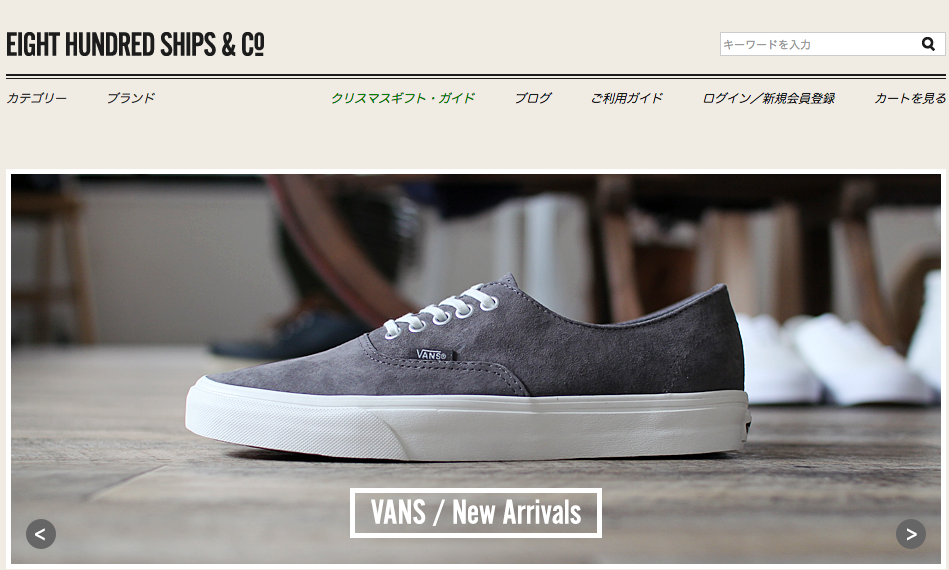 EIGHT HUNDRED SHIPS & Cº
キーワードを入力
カテゴリー ブランド クリスマスギフト・ガイド ブログ ご利用ガイド ログイン／新規会員登録 カートを見る
VANS®
VANS / New Arrivals
< >